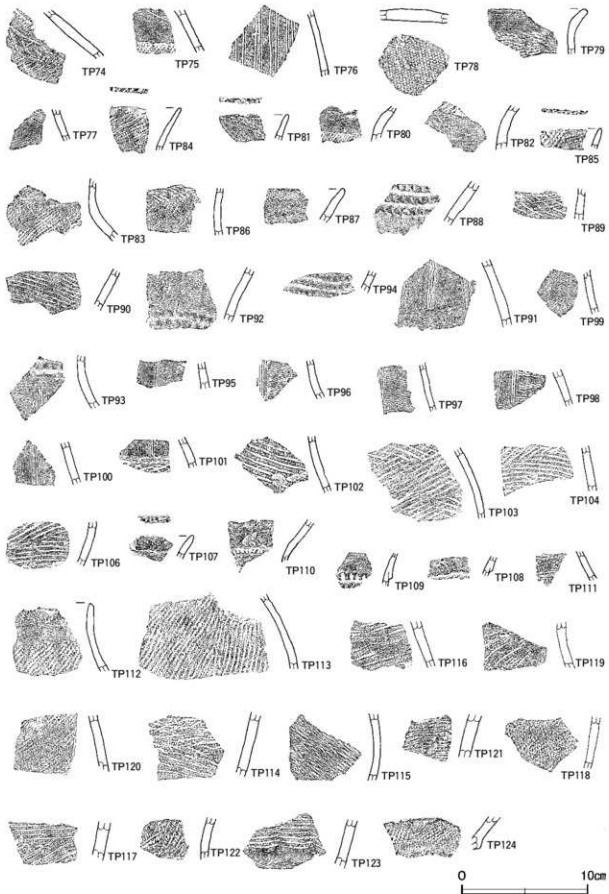 TP74 TP75 TP76 TP78 TP79
TP77 TP84 TP81 TP80 TP82 TP85
TP83 TP86 TP87 TP88 TP89
TP90 TP92 TP94 TP91 TP99
TP93 TP95 TP96 TP97 TP98
TP100 TP101 TP102 TP103 TP104
TP106 TP107 TP110 TP109 TP108 TP111
TP112 TP113 TP116 TP119
TP120 TP114 TP115 TP121 TP118
TP117 TP122 TP123 TP124
0 10cm